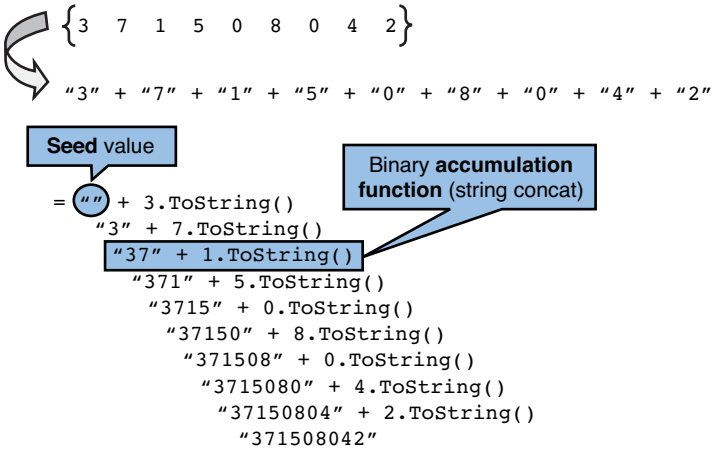 {3 7 1 5 0 8 0 4 2}
“3” + “7” + “1” + “5” + “0” + “8” + “0” + “4” + “2”
Seed value
Binary accumulation
function (string concat)
= “” + 3.ToString()
“3” + 7.ToString()
“37” + 1.ToString()
“371” + 5.ToString()
“3715” + 0.ToString()
“37150” + 8.ToString()
“371508” + 0.ToString()
“3715080” + 4.ToString()
“37150804” + 2.ToString()
“371508042”